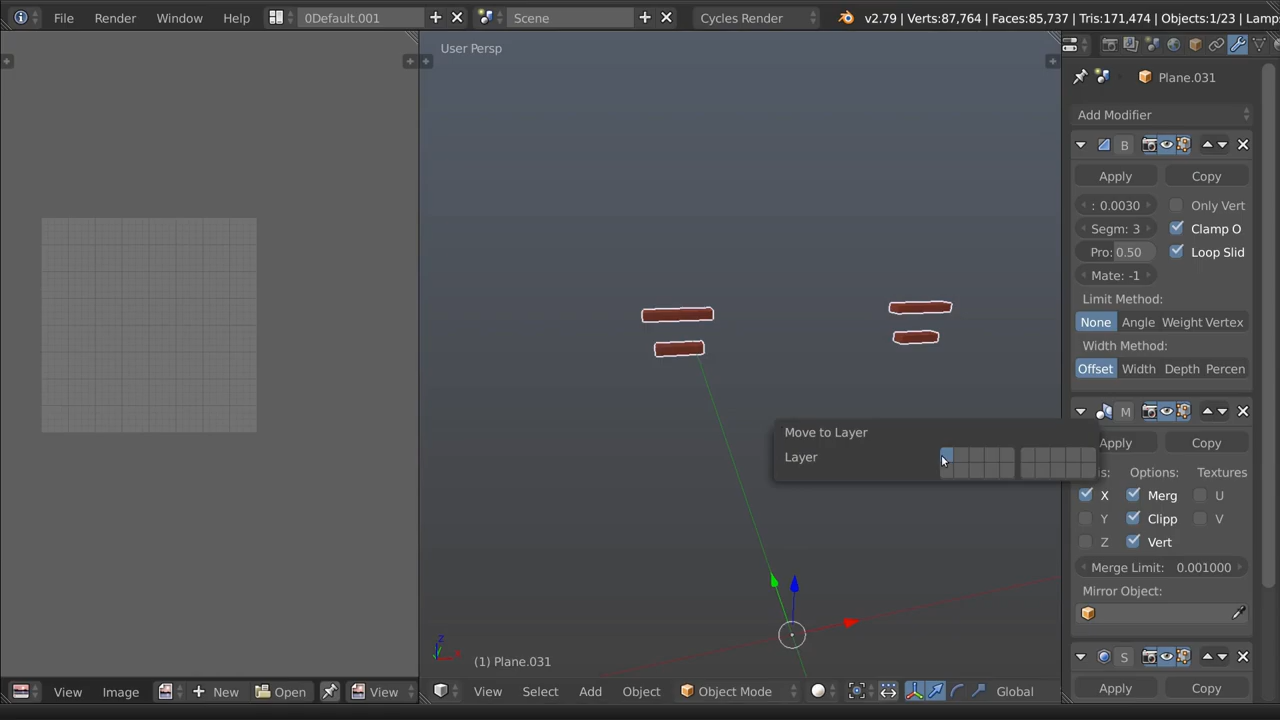 File Render Window Help 0Default.001 Scene Cycles Render v2.79 | Verts:87,764 | Faces:85,737 | Tris:171,474 | Objects:1/23 | Lamp
User Persp
Plane.031
Add Modifier
B
Apply Copy
: 0.0030 Only Vert
Segm: 3 Clamp O
Pro: 0.50 Loop Slid
Mate: -1
Limit Method:
None Angle Weight Vertex
Width Method:
Offset Width Depth Percen
M
Move to Layer
Apply Copy
Layer
is: Options: Textures
X Merg U
Y Clipp V
Z Vert
Merge Limit: 0.001000
Mirror Object:
z
(1) Plane.031
S
Apply Copy
View Image New Open View
View Select Add Object Object Mode Global